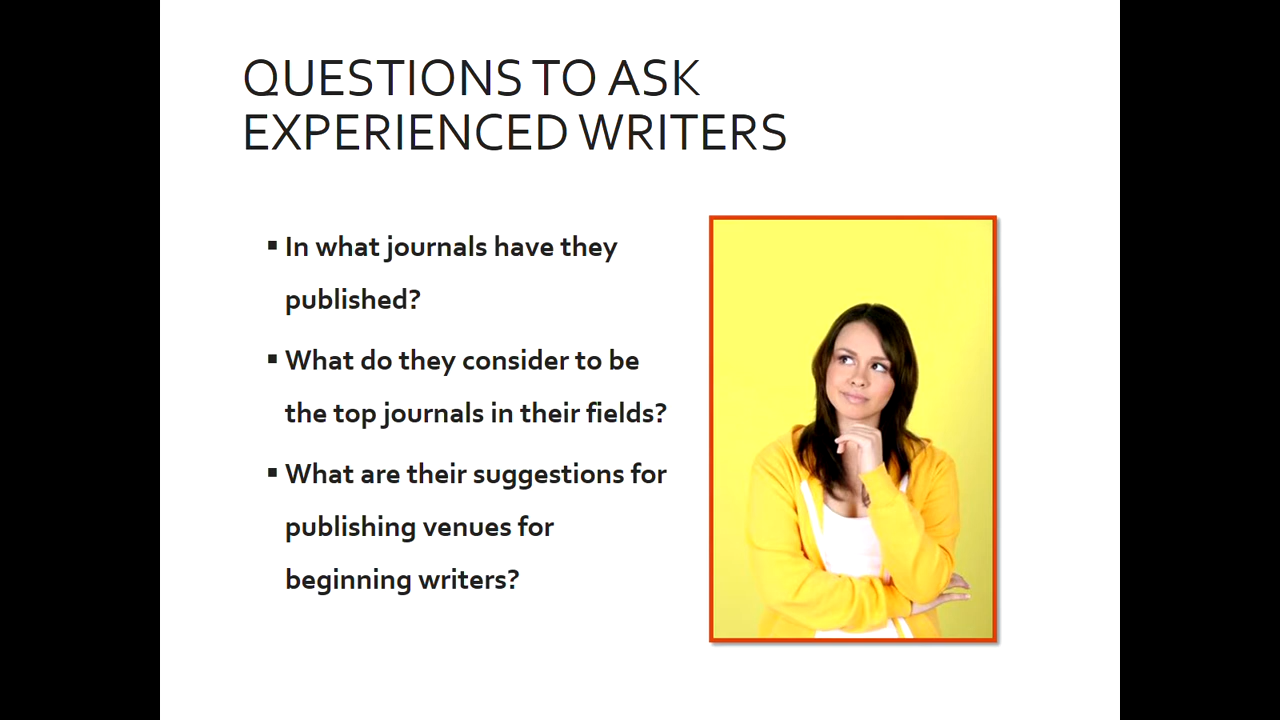 QUESTIONS TO ASK
EXPERIENCED WRITERS
▪ In what journals have they
published?
▪ What do they consider to be
the top journals in their fields?
▪ What are their suggestions for
publishing venues for
beginning writers?